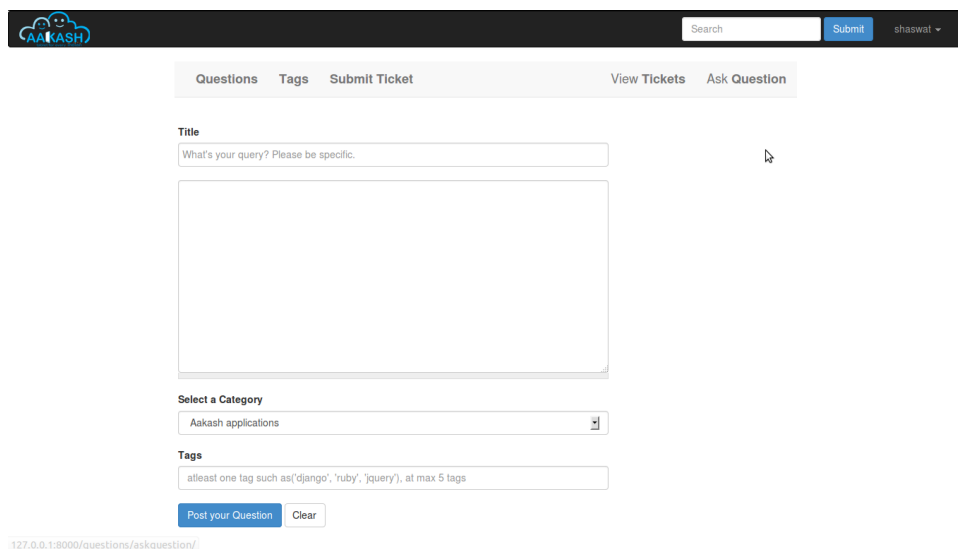 AAKASH
Search
Submit
shaswat
Questions Tags Submit Ticket View Tickets Ask Question
Title
What's your query? Please be specific.
Select a Category
Aakash applications
Tags
atleast one tag such as('django', 'ruby', 'jquery'), at max 5 tags
Post your Question Clear
127.0.0.1:8000/questions/askquestion/